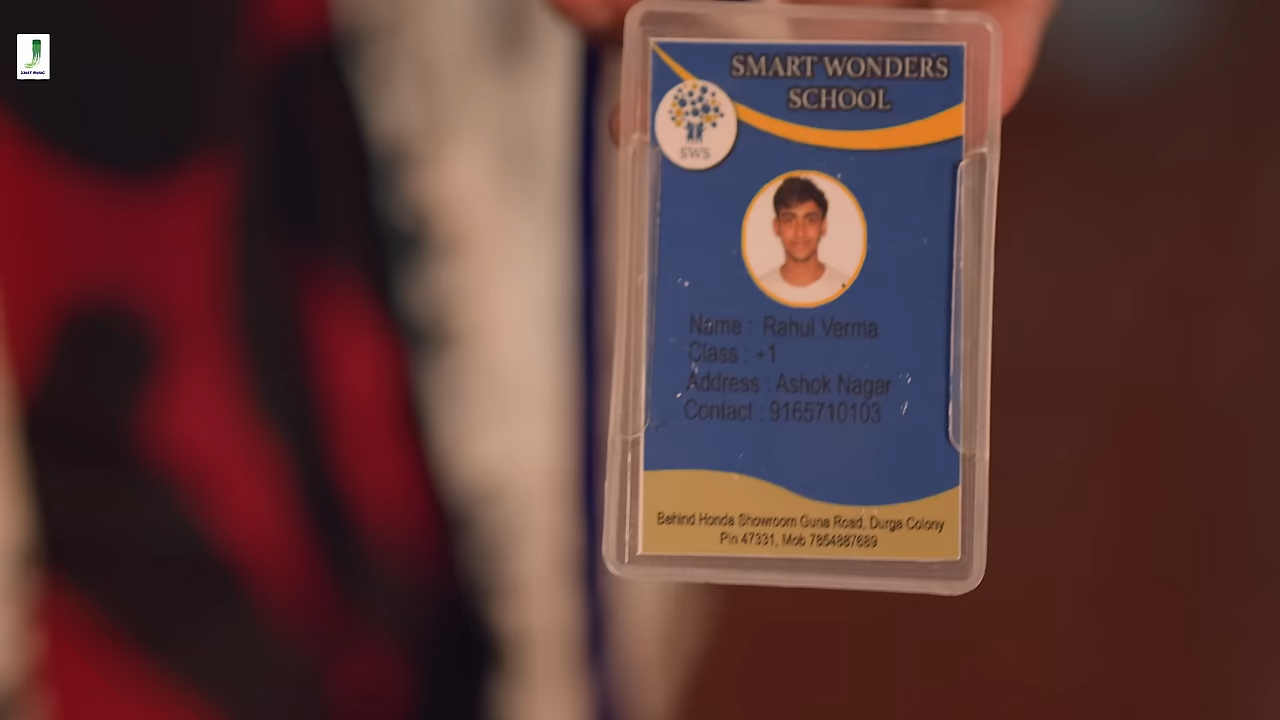 SMART WONDERS
SCHOOL
SWS
Name : Rahul Verma
Class : +1
Address : Ashok Nagar
Contact : 9165710103
Behind Honda Showroom Guna Road, Durga Colony
Pin 47331, Mob 7854887689